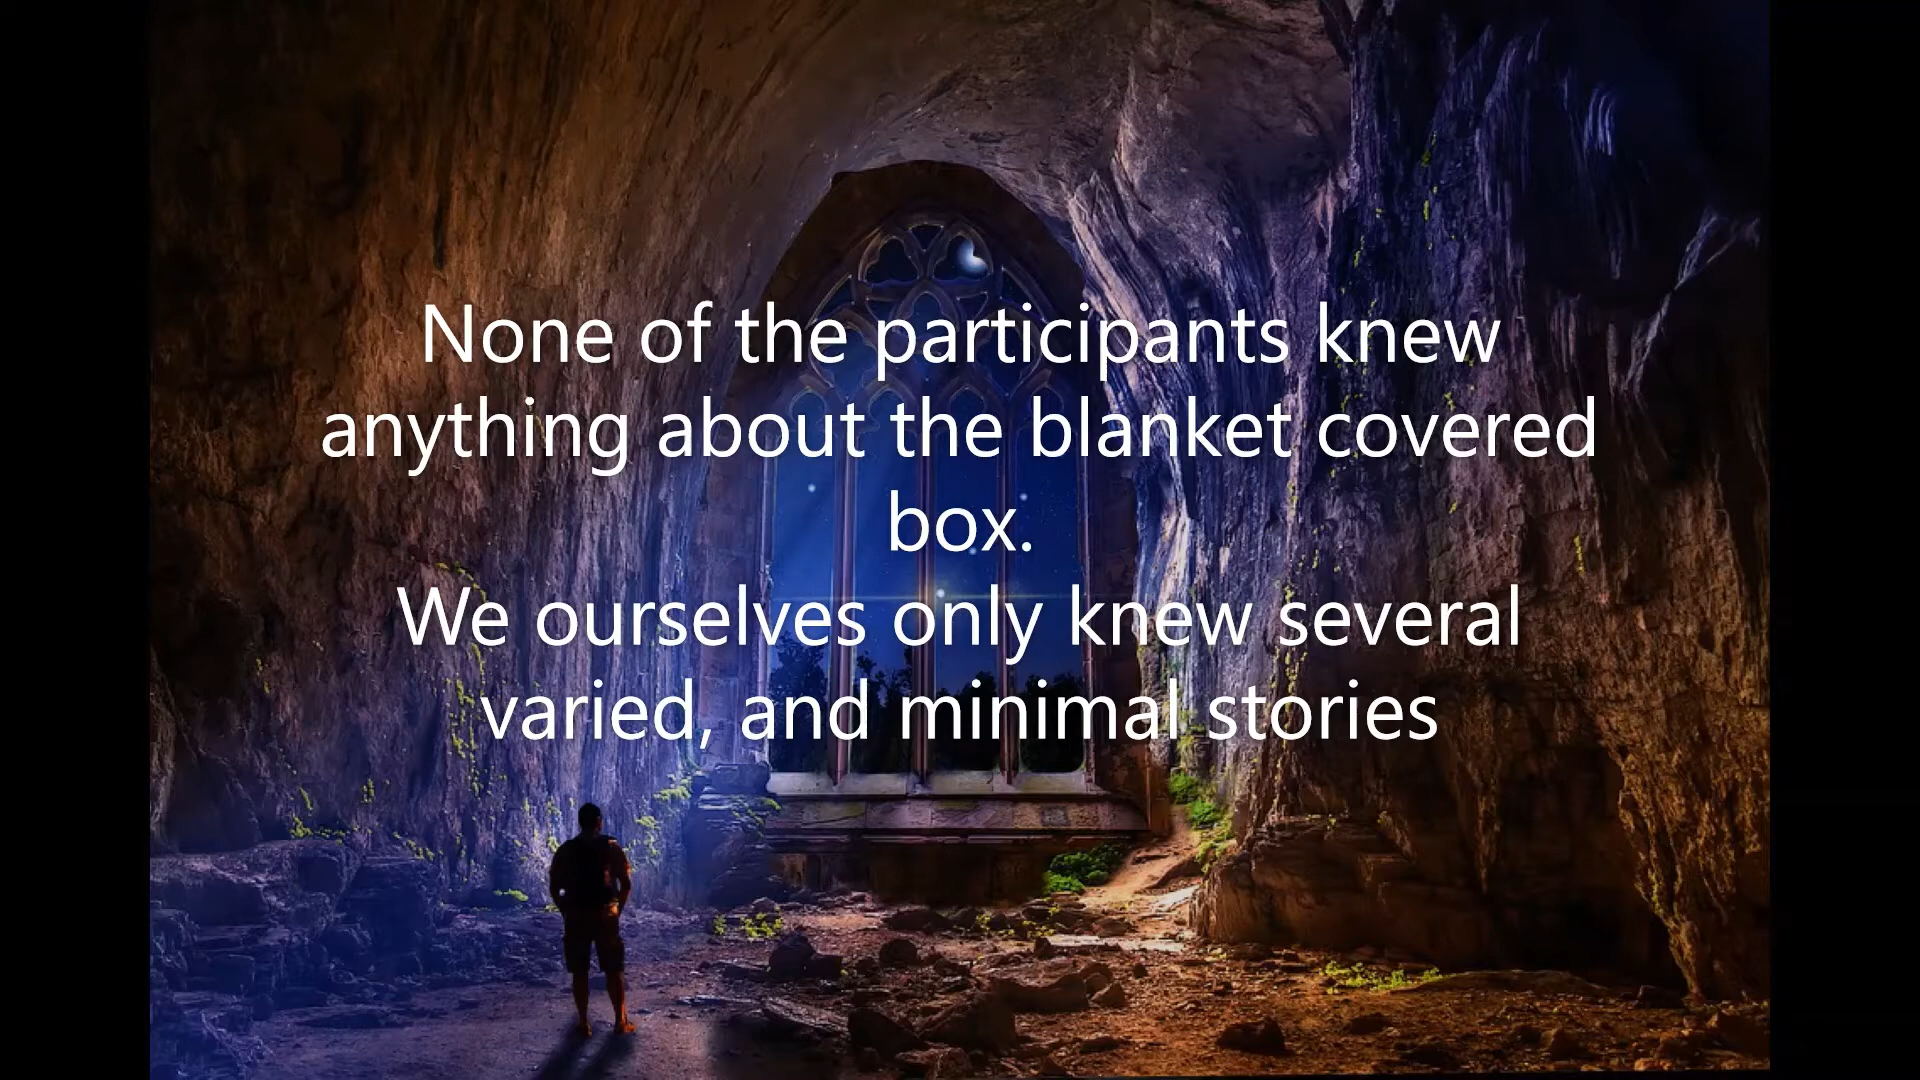 None of the participants knew
anything about the blanket covered
box.
We ourselves only knew several
varied, and minimal stories